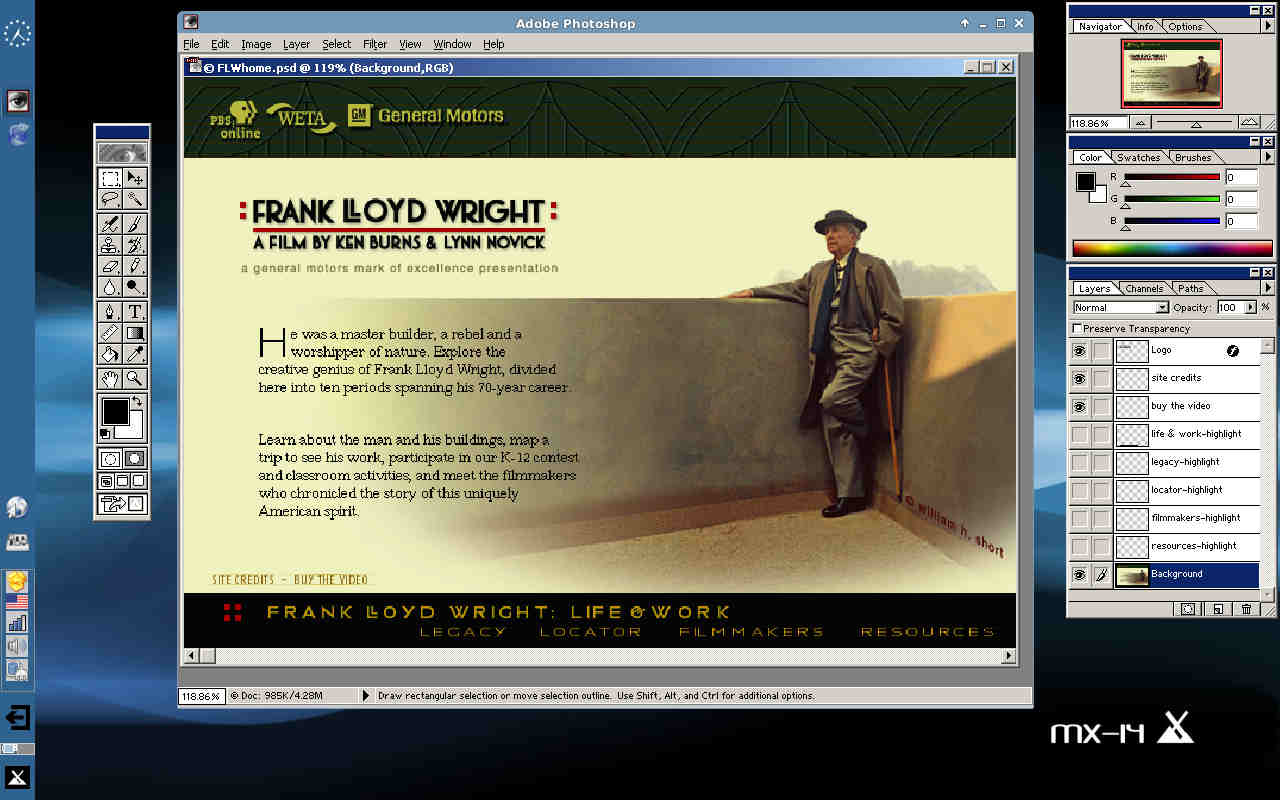 Adobe Photoshop
File Edit Image Layer Select Filter View Window Help
© FLWhome.psd @ 119% (Background,RGB)
PBS online WETA GM General Motors
FRANK LLOYD WRIGHT
A FILM BY KEN BURNS & LYNN NOVICK
a general motors mark of excellence presentation
He was a master builder, a rebel and a
worshipper of nature. Explore the
creative genius of Frank Lloyd Wright, divided
here into ten periods spanning his 70-year career.
Learn about the man and his buildings, map a
trip to see his work, participate in our K-12 contest
and classroom activities, and meet the filmmakers
who chronicled the story of this uniquely
American spirit.
© william h. short
SITE CREDITS - BUY THE VIDEO
FRANK LLOYD WRIGHT: LIFE & WORK
LEGACY LOCATOR FILMMAKERS RESOURCES
118.86% © Doc: 985K/4.28M Draw rectangular selection or move selection outline. Use Shift, Alt, and Ctrl for additional options.
T
Navigator Info Options
118.86%
Color Swatches Brushes
R 0
G 0
B 0
Layers Channels Paths
Normal Opacity: 100 %
Preserve Transparency
Logo
site credits
buy the video
life & work-highlight
legacy-highlight
locator-highlight
filmmakers-highlight
resources-highlight
Background
mx-14